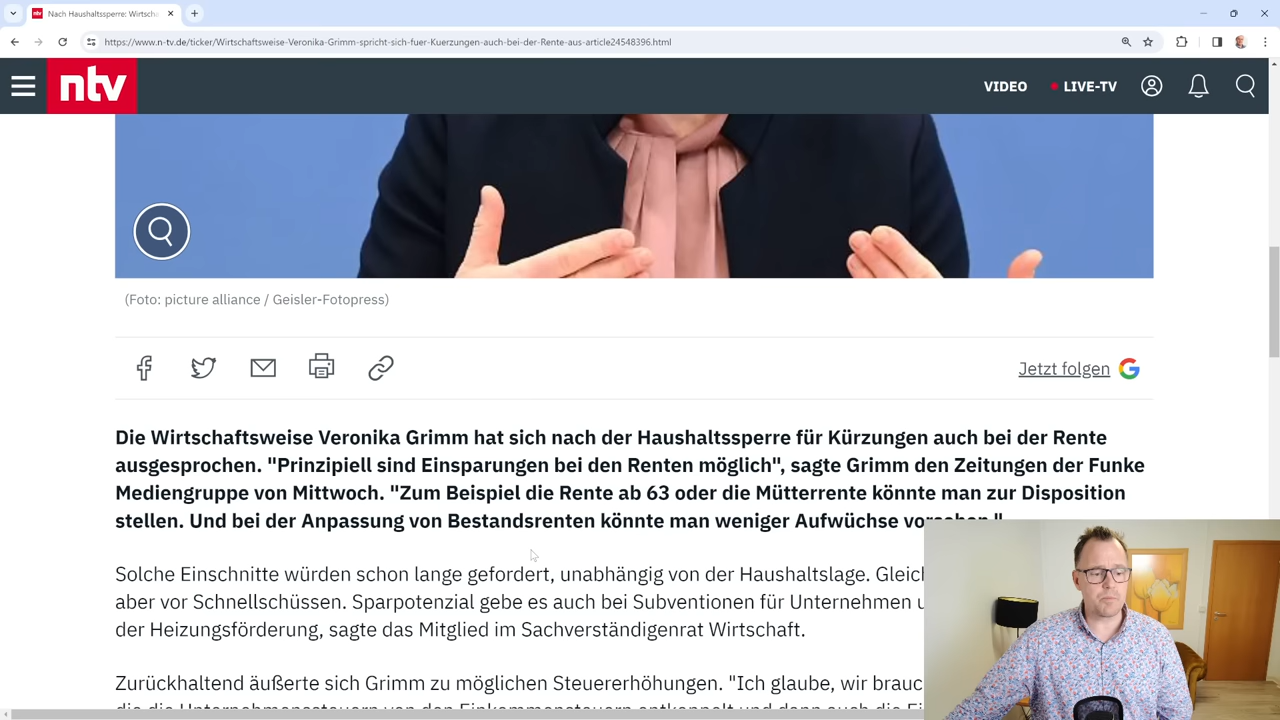 Nach Haushaltssperre: Wirtscha
https://www.n-tv.de/ticker/Wirtschaftsweise-Veronika-Grimm-spricht-sich-fuer-Kuerzungen-auch-bei-der-Rente-aus-article24548396.html
ntv VIDEO LIVE-TV
(Foto: picture alliance / Geisler-Fotopress)
Jetzt folgen
Die Wirtschaftsweise Veronika Grimm hat sich nach der Haushaltssperre für Kürzungen auch bei der Rente
ausgesprochen. "Prinzipiell sind Einsparungen bei den Renten möglich", sagte Grimm den Zeitungen der Funke
Mediengruppe von Mittwoch. "Zum Beispiel die Rente ab 63 oder die Mütterrente könnte man zur Disposition
stellen. Und bei der Anpassung von Bestandsrenten könnte man weniger Aufwüchse vorsehen."
Solche Einschnitte würden schon lange gefordert, unabhängig von der Haushaltslage. Gleich
aber vor Schnellschüssen. Sparpotenzial gebe es auch bei Subventionen für Unternehmen u
der Heizungsförderung, sagte das Mitglied im Sachverständigenrat Wirtschaft.
Zurückhaltend äußerte sich Grimm zu möglichen Steuererhöhungen. "Ich glaube, wir brauc